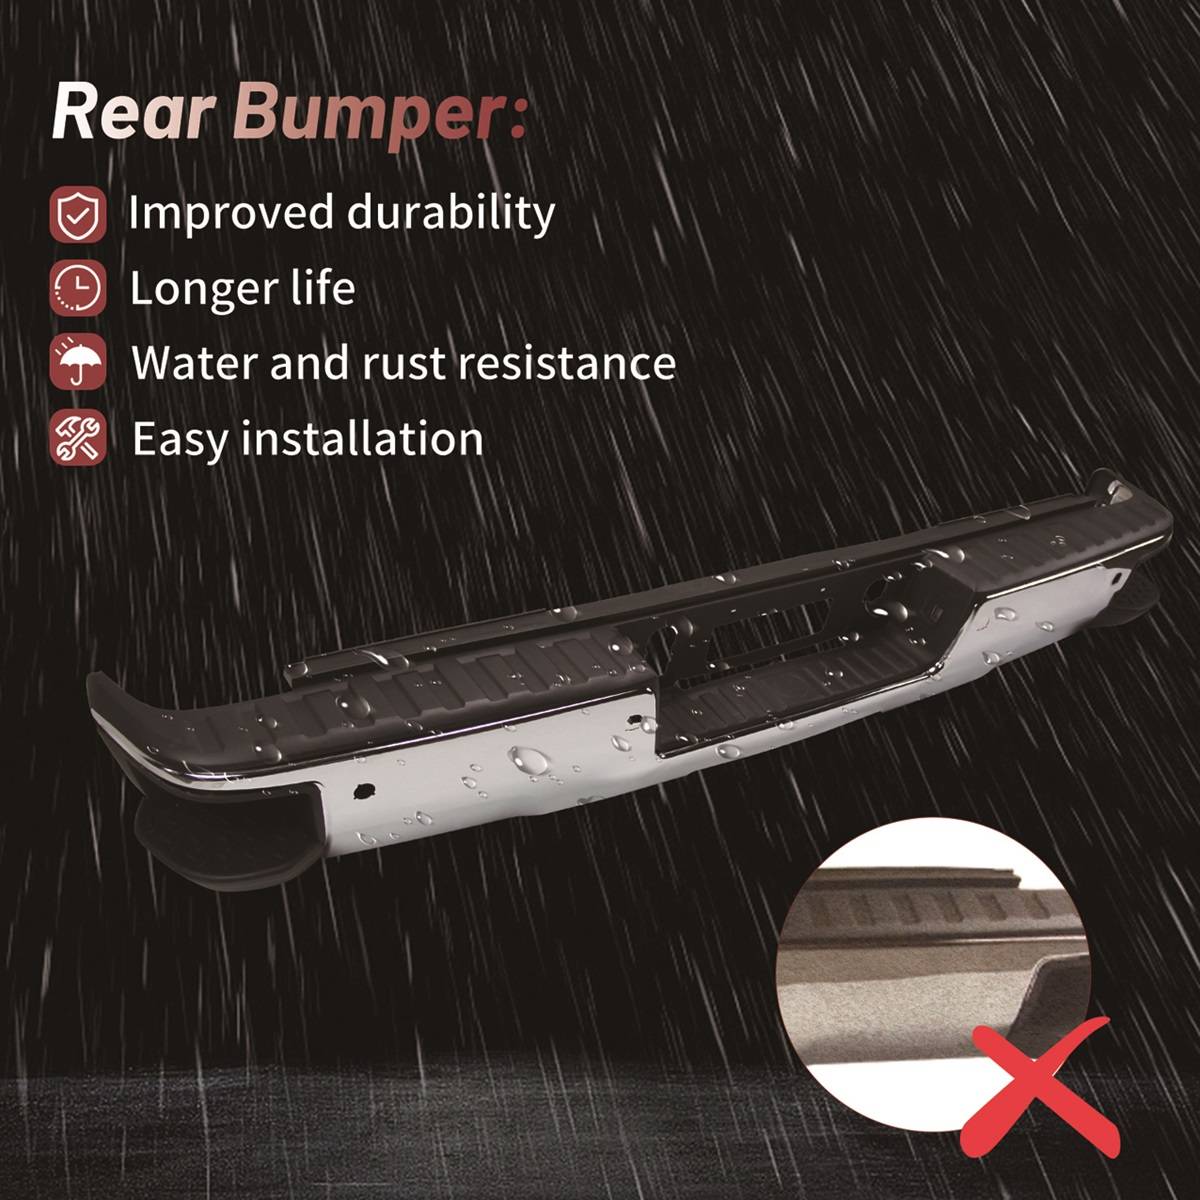 Rear Bumper:
Improved durability
Longer life
Water and rust resistance
Easy installation